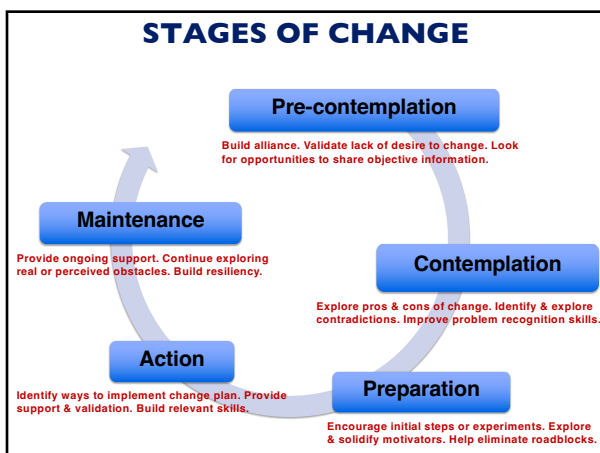 STAGES OF CHANGE
Pre-contemplation
Build alliance. Validate lack of desire to change. Look
for opportunities to share objective information.
Contemplation
Explore pros & cons of change. Identify & explore
contradictions. Improve problem recognition skills.
Preparation
Encourage initial steps or experiments. Explore
& solidify motivators. Help eliminate roadblocks.
Action
Identify ways to implement change plan. Provide
support & validation. Build relevant skills.
Maintenance
Provide ongoing support. Continue exploring
real or perceived obstacles. Build resiliency.